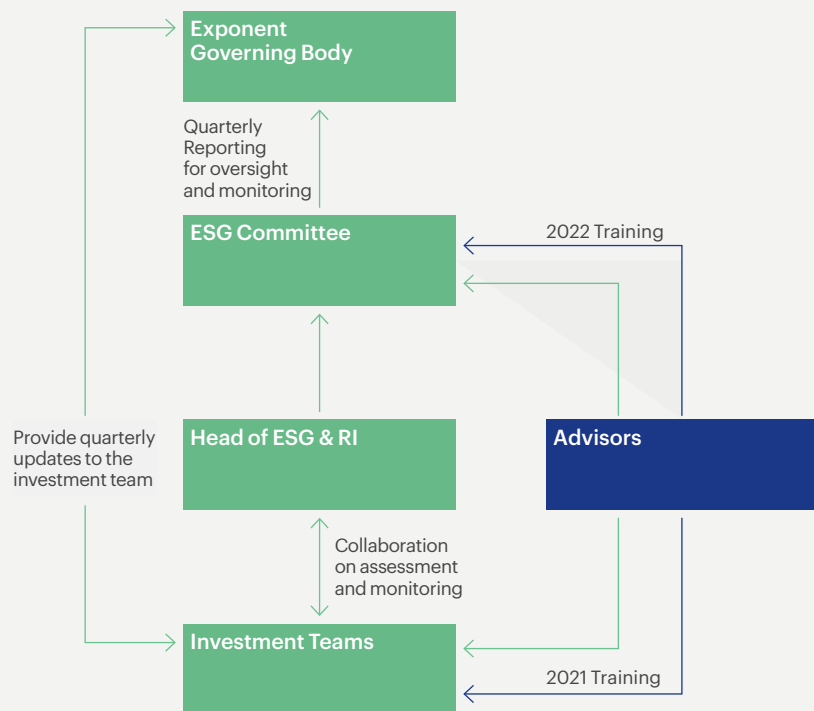 Exponent
Governing Body
Quarterly
Reporting
for oversight
and monitoring
ESG Committee
2022 Training
Head of ESG & RI
Advisors
Provide quarterly
updates to the
investment team
Collaboration
on assessment
and monitoring
Investment Teams
2021 Training